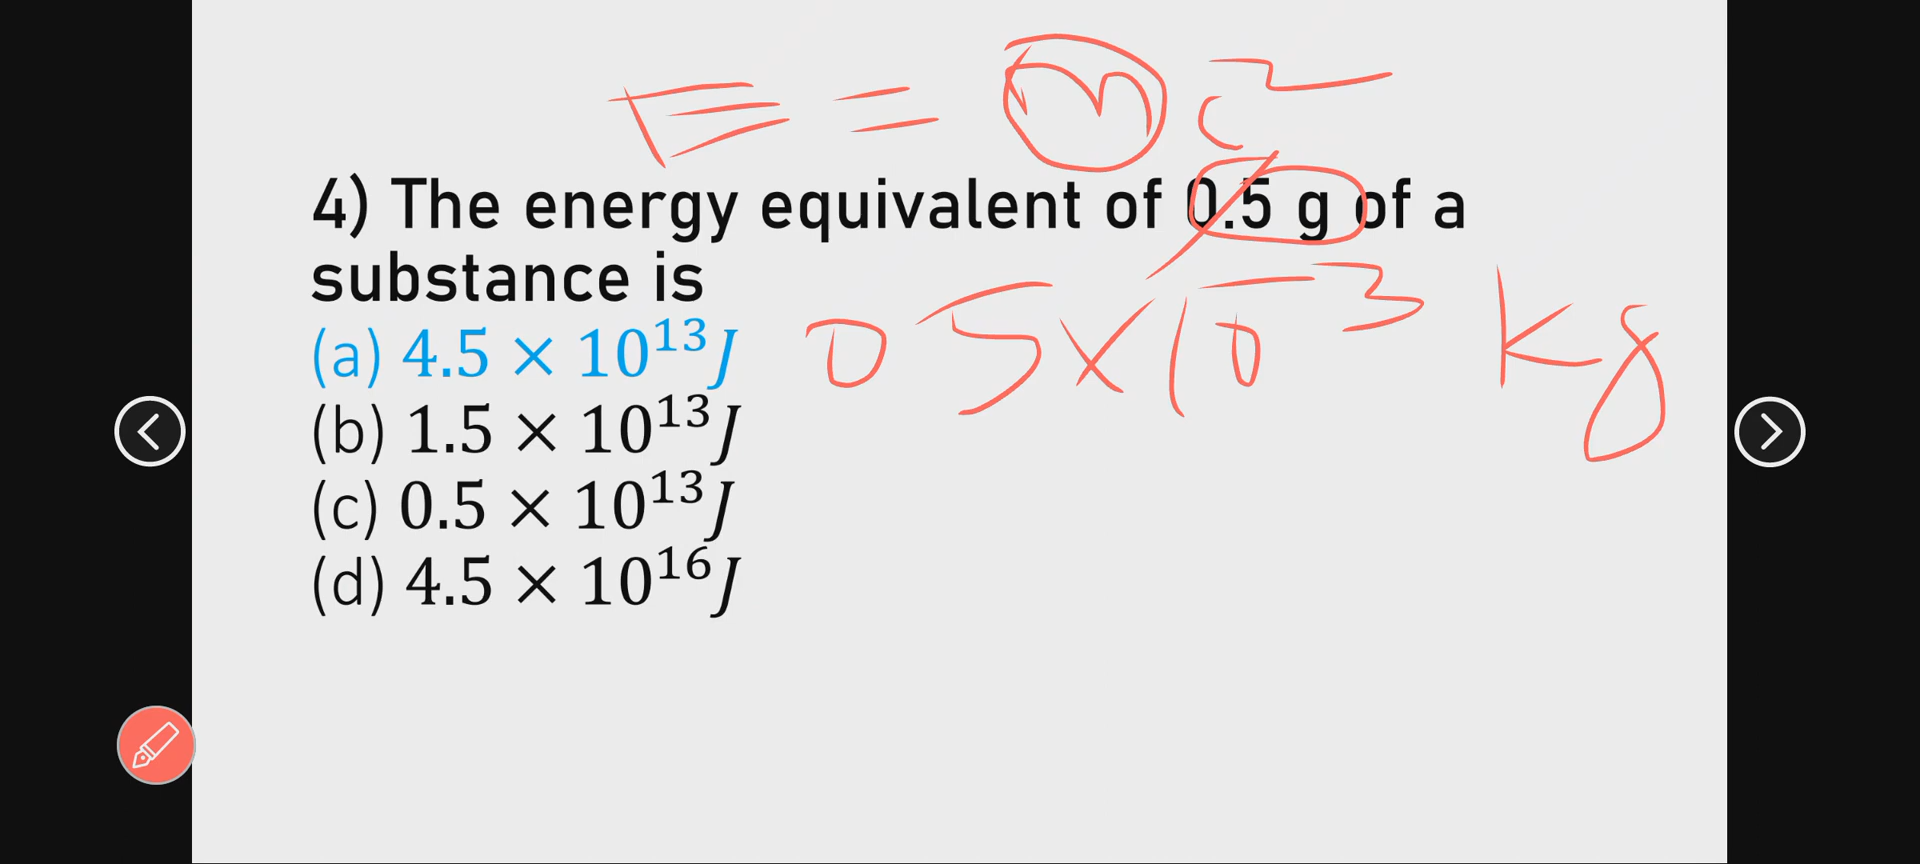 E = mc²
4) The energy equivalent of 0.5 g of a
substance is
(a) 4.5 × 10¹³J
0 5×10⁻³ kg
(b) 1.5 × 10¹³J
(c) 0.5 × 10¹³J
(d) 4.5 × 10¹⁶J